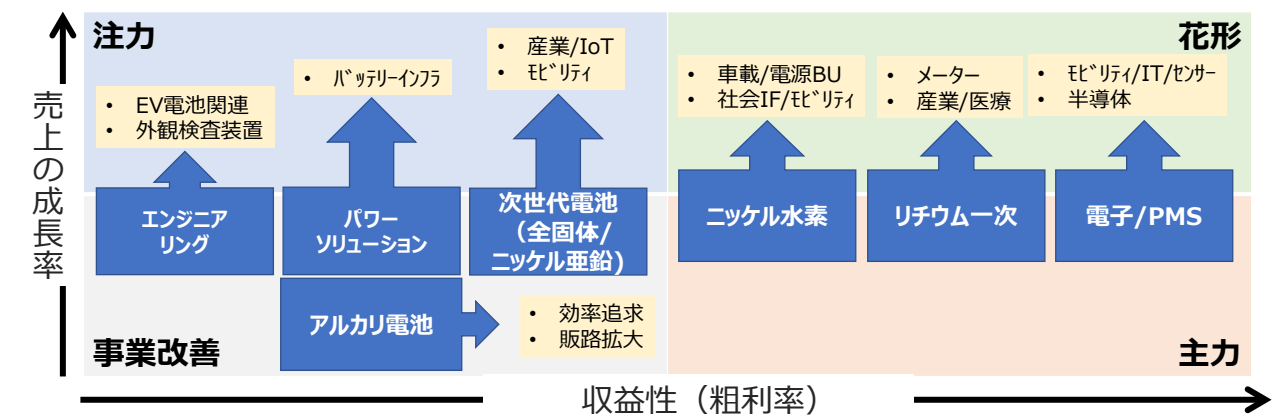 注力
花形
• 産業/IoT
• ﾓﾋﾞﾘﾃｨ
• ﾊﾞｯﾃﾘｰｲﾝﾌﾗ
• 車載/電源BU
• 社会IF/ﾓﾋﾞﾘﾃｨ
• メーター
• 産業/医療
• ﾓﾋﾞﾘﾃｨ/IT/ｾﾝｻｰ
• 半導体
• EV電池関連
• 外観検査装置
売上の成長率
エンジニア
リング
パワー
ソリューション
次世代電池
（全固体/
ニッケル亜鉛)
ニッケル水素
リチウム一次
電子/PMS
アルカリ電池
• 効率追求
• 販路拡大
事業改善
主力
収益性（粗利率）